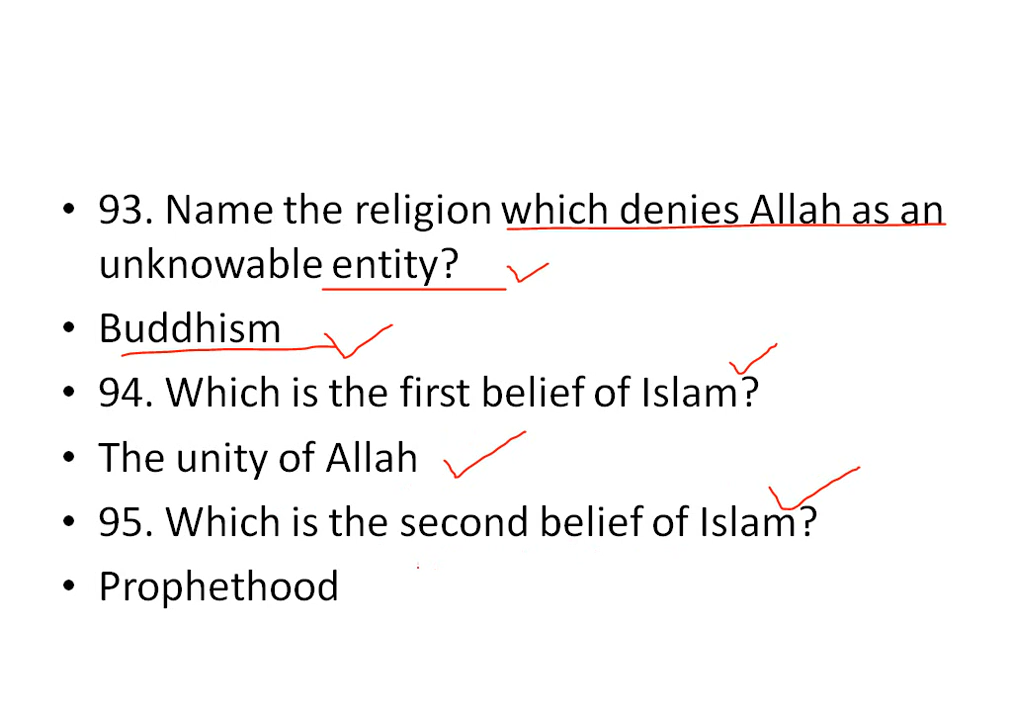 • 93. Name the religion which denies Allah as an
unknowable entity?
• Buddhism
• 94. Which is the first belief of Islam?
• The unity of Allah
• 95. Which is the second belief of Islam?
• Prophethood